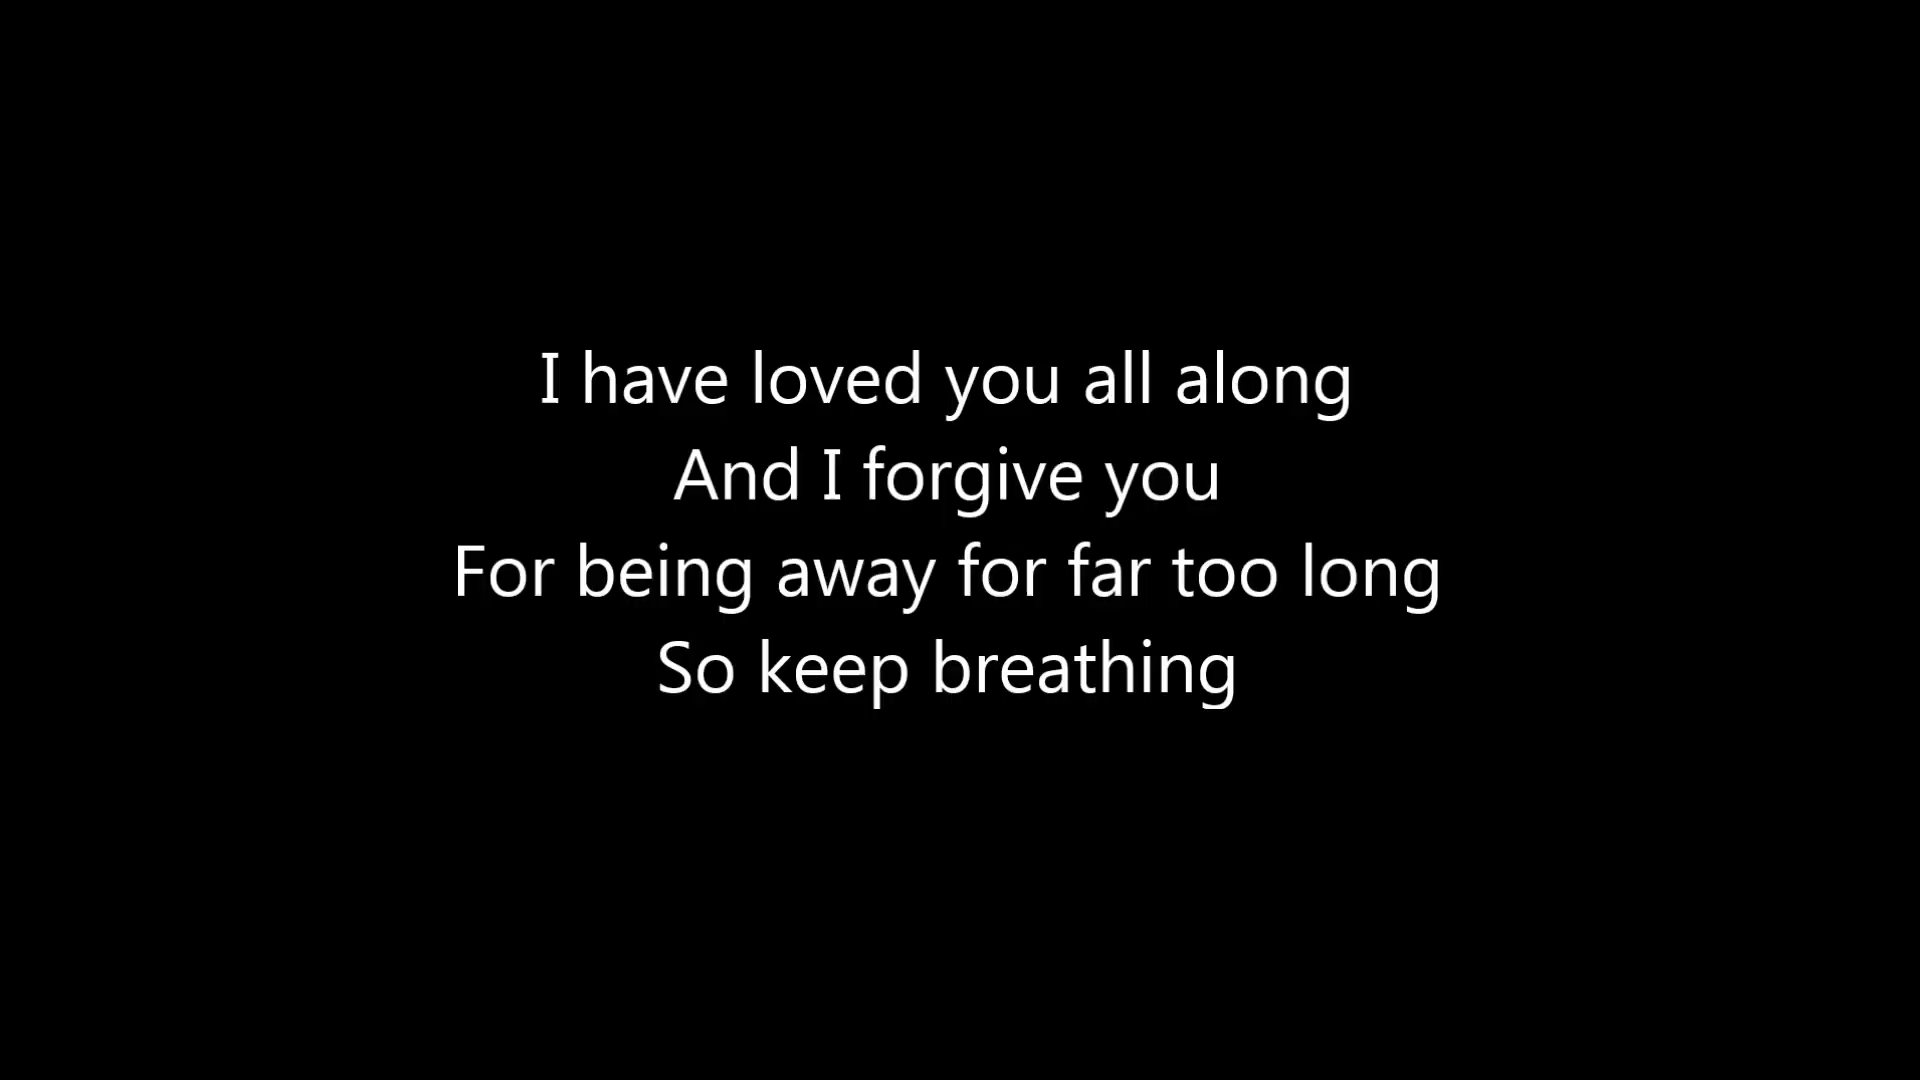 I have loved you all along
And I forgive you
For being away for far too long
So keep breathing